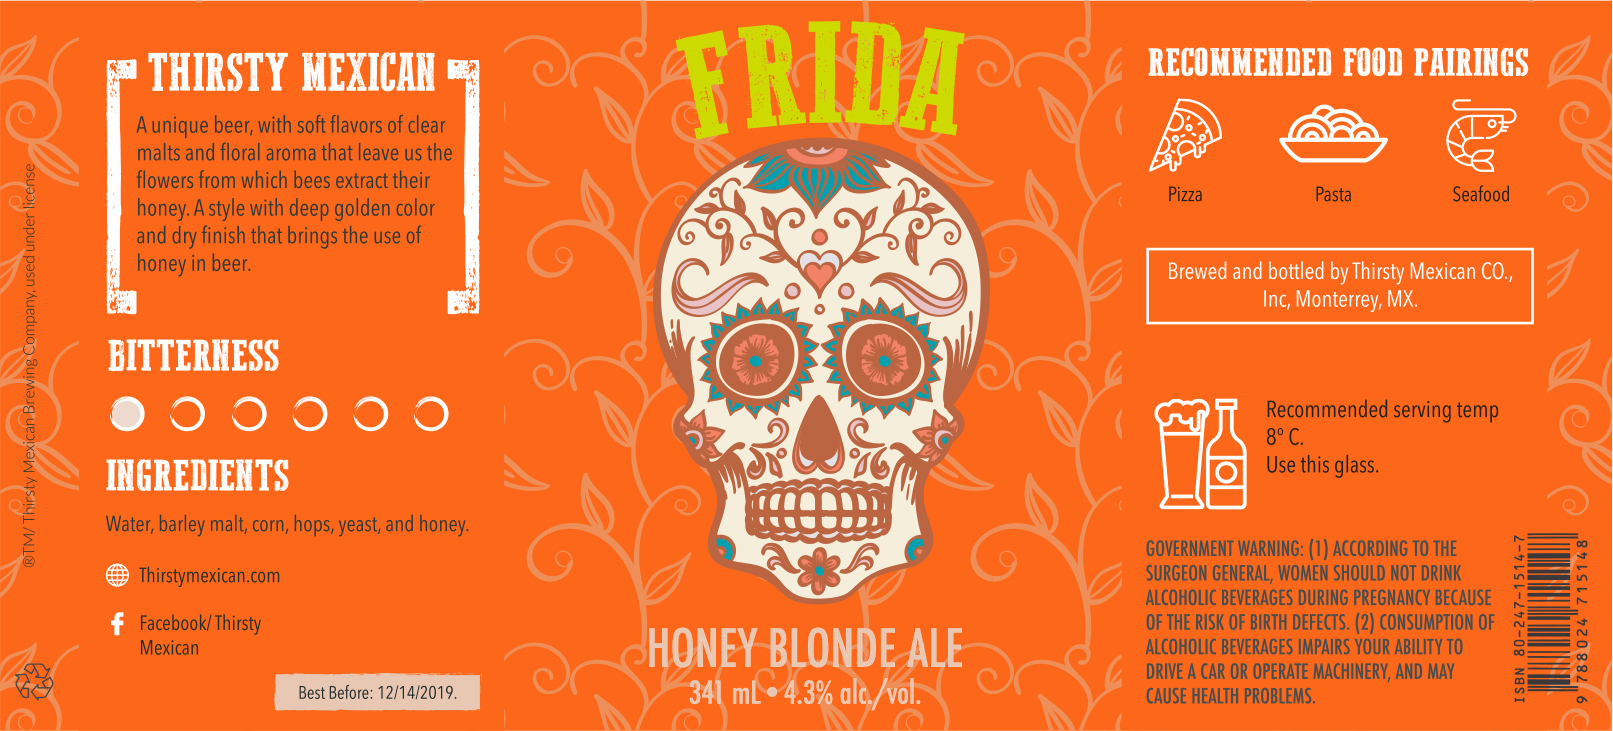 ®TM/ Thirsty Mexican Brewing Company, used under license
THIRSTY MEXICAN
A unique beer, with soft flavors of clear
malts and floral aroma that leave us the
flowers from which bees extract their
honey. A style with deep golden color
and dry finish that brings the use of
honey in beer.
BITTERNESS
INGREDIENTS
Water, barley malt, corn, hops, yeast, and honey.
Thirstymexican.com
Facebook/ Thirsty
Mexican
Best Before: 12/14/2019.
FRIDA
HONEY BLONDE ALE
341 mL • 4.3% alc./vol.
RECOMMENDED FOOD PAIRINGS
Pizza
Pasta
Seafood
Brewed and bottled by Thirsty Mexican CO.,
Inc, Monterrey, MX.
Recommended serving temp
8º C.
Use this glass.
GOVERNMENT WARNING: (1) ACCORDING TO THE
SURGEON GENERAL, WOMEN SHOULD NOT DRINK
ALCOHOLIC BEVERAGES DURING PREGNANCY BECAUSE
OF THE RISK OF BIRTH DEFECTS. (2) CONSUMPTION OF
ALCOHOLIC BEVERAGES IMPAIRS YOUR ABILITY TO
DRIVE A CAR OR OPERATE MACHINERY, AND MAY
CAUSE HEALTH PROBLEMS.
ISBN 80-247-1514-7
9 788024 715148